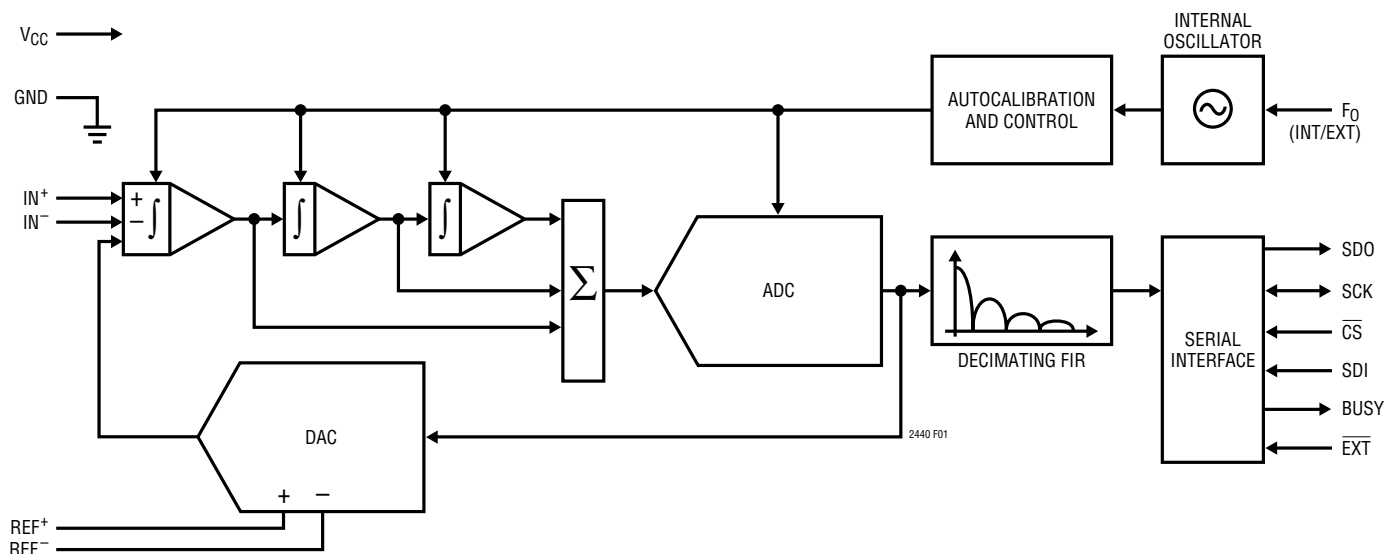 INTERNAL
OSCILLATOR
VCC
GND
AUTOCALIBRATION
AND CONTROL
F0
(INT/EXT)
IN+
IN−
+
−
∫
∫
∫
Σ
ADC
DECIMATING FIR
SERIAL
INTERFACE
SDO
SCK
CS
SDI
BUSY
EXT
DAC
+ −
2440 F01
REF+
REF−